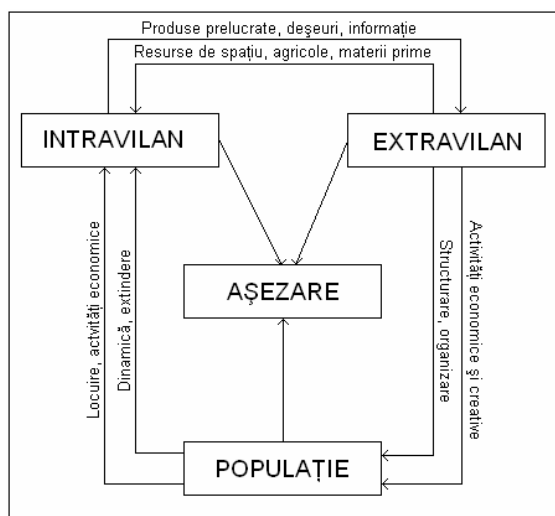 Produse prelucrate, deşeuri, informaţie
Resurse de spaţiu, agricole, materii prime
INTRAVILAN
EXTRAVILAN
Locuire, actvităţi economice
Dinamică, extindere
AŞEZARE
Structurare, organizare
Activităţi economice şi creative
POPULAŢIE